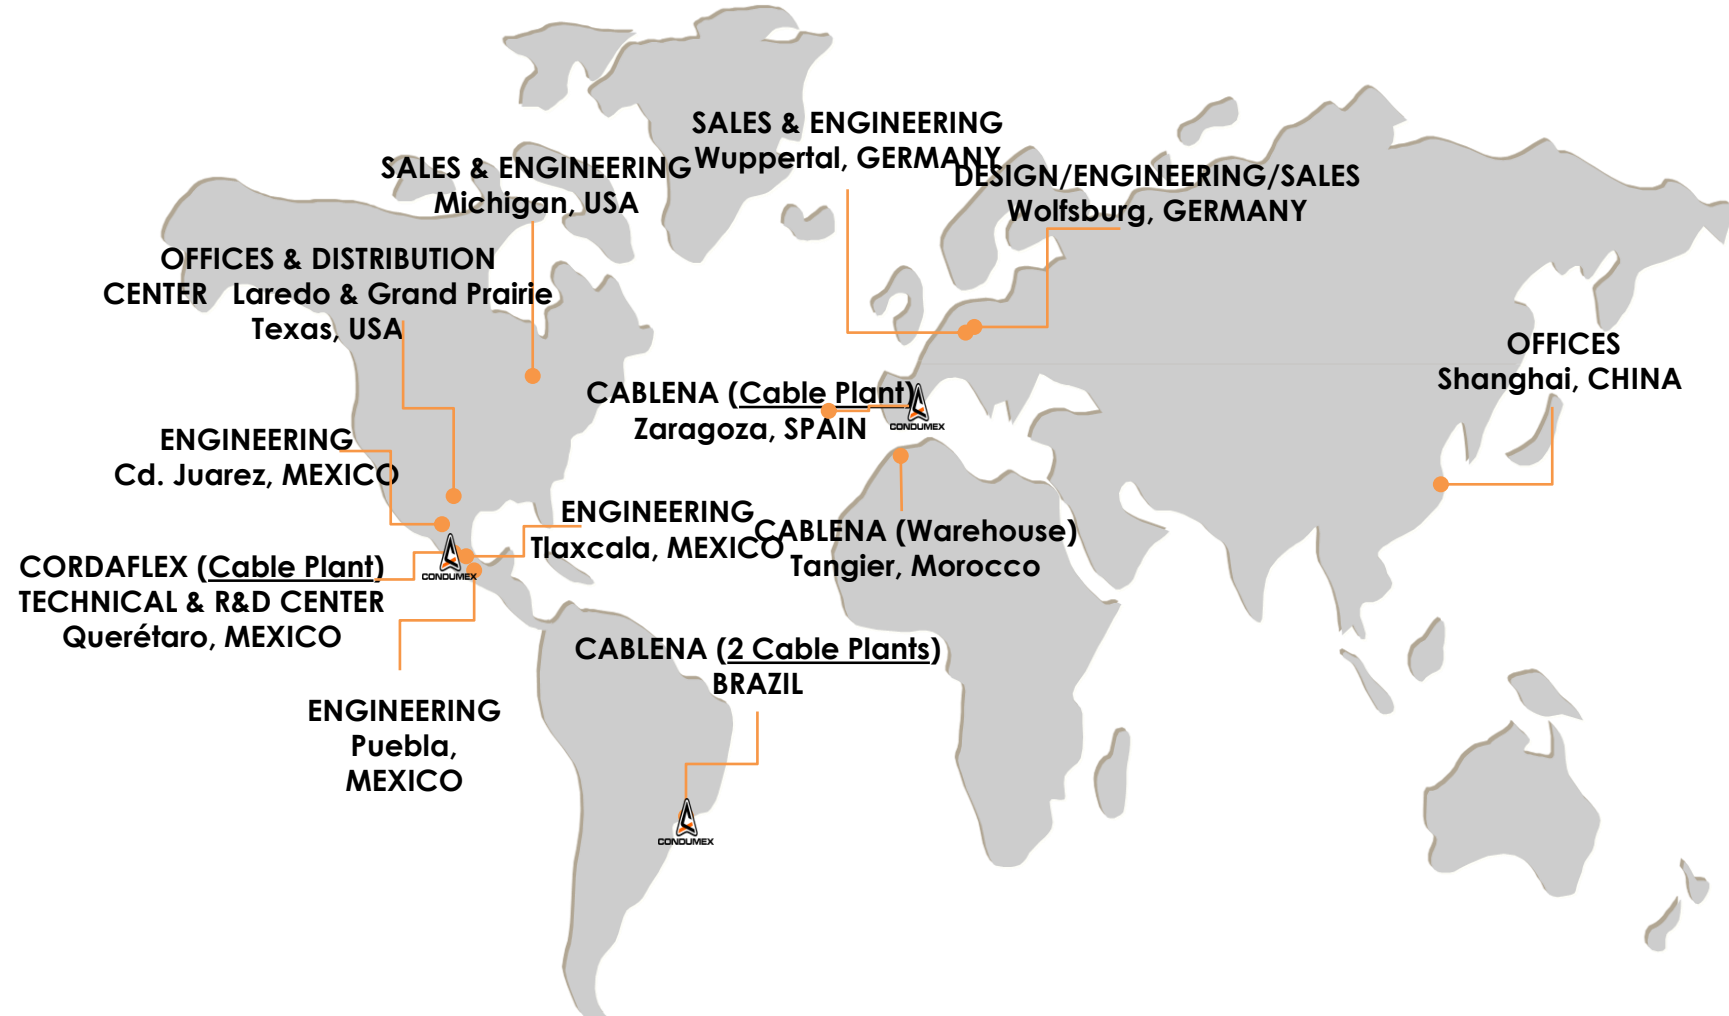 SALES & ENGINEERING
Wuppertal, GERMANY
SALES & ENGINEERING
Michigan, USA
DESIGN/ENGINEERING/SALES
Wolfsburg, GERMANY
OFFICES & DISTRIBUTION
CENTER Laredo & Grand Prairie
Texas, USA
OFFICES
Shanghai, CHINA
CABLENA (Cable Plant)
Zaragoza, SPAIN
CONDUMEX
ENGINEERING
Cd. Juarez, MEXICO
ENGINEERING
Tlaxcala, MEXICO
CABLENA (Warehouse)
Tangier, Morocco
CORDAFLEX (Cable Plant)
TECHNICAL & R&D CENTER
Querétaro, MEXICO
CONDUMEX
CABLENA (2 Cable Plants)
BRAZIL
ENGINEERING
Puebla,
MEXICO
CONDUMEX